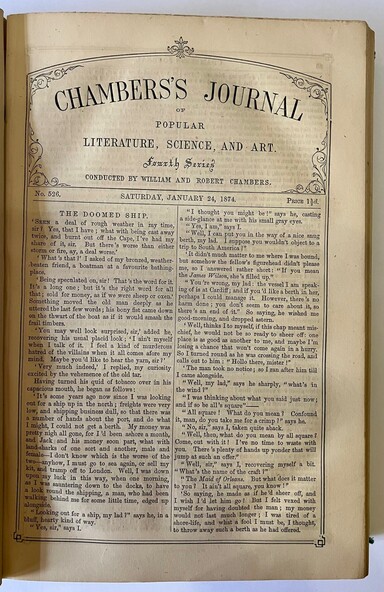 CHAMBERS'S JOURNAL
OF
POPULAR
LITERATURE, SCIENCE, AND ART.
Fourth Series
CONDUCTED BY WILLIAM AND ROBERT CHAMBERS.
No. 526.
SATURDAY, JANUARY 24, 1874.
PRICE 1½d.
THE DOOMED SHIP.
'SEEN a deal of rough weather in my time,
sir? Yes, that I have; what with being cast away
twice, and burnt out off the Cape, I've had my
share of it, sir. But there's worse than either
storm or fire, ay, a deal worse.'
'What's that?' I asked of my bronzed, weather-
beaten friend, a boatman at a favourite bathing-
place.
'Being speculated on, sir! That's the word for it.
It's a long one; but it's the right word for all
that; sold for money, as if we were sheep or oxen.'
Something moved the old man deeply as he
uttered the last few words; his bony fist came down
on the thwart of the boat as if it would smash the
frail timbers.
'You may well look surprised, sir,' added he,
recovering his usual placid look; 'I ain't myself
when I talk of it. I feel a kind of murderous
hatred of the villains when it all comes afore my
mind. Maybe you'd like to hear the yarn, sir?'
'Very much indeed,' I replied, my curiosity
excited by the vehemence of the old tar.
Having turned his quid of tobacco over in his
capacious mouth, he began as follows:
'It's some years ago now since I was looking
out for a ship up in the north; freights were very
low, and shipping business dull, so that there was
a number of hands about the port, and do what
I might, I could not get a berth. My money was
pretty nigh all gone, for I'd been ashore a month,
and Jack and his money soon part, what with
land-sharks of one sort and another, male and
female—I don't know which is the worse of the
two—anyhow, I must go to sea again, or sell my
kit, and tramp off to London. Well, I was down
upon my luck in this way, when one morning,
as I was sauntering down to the docks, to have
a look round the shipping, a man, who had been
walking behind me for some little time, edged up
alongside.
"Looking out for a ship, my lad?" says he, in a
bluff, hearty kind of way.
"Yes, sir," says I.
"I thought you might be!" says he, casting
a side-glance at me with his small gray eyes.
"Yes, I am," says I.
"Well, I can put you in the way of a nice snug
berth, my lad. I suppose you wouldn't object to a
trip to South America?"
'It didn't much matter to me where I was bound,
but somehow the fellow's figurehead didn't please
me, so I answered rather short: "If you mean
the James Wilson, she's filled up."
"You're wrong, my lad: the vessel I am speak-
ing of is at Cardiff; and if you'd like a berth in her,
perhaps I could manage it. However, there's no
harm done; you don't seem to care about it, so
there's an end of it." So saying, he wished me
good-morning, and dropped astern.
'Well, thinks I to myself, if this chap meant mis-
chief, he would not be so ready to sheer off: one
place is as good as another to me, and maybe I'm
losing a chance that won't come again in a hurry.
So I turned round as he was crossing the road, and
calls out to him: "Hollo there, mister!"
'The man took no notice; so I ran after him till
I came alongside.
"Well, my lad," says he sharply, "what's in
the wind?"
"I was thinking about what you said just now;
and if so be all's square"——
"All square! What do you mean? Confound
it, man, do you take me for a crimp?" says he.
"No, sir," says I, taken quite shack.
"Well, then, what do you mean by all square?
Come, out with it! I've no time to waste with
you. There's plenty of hands up yonder that will
jump at such an offer."
"Well, sir," says I, recovering myself a bit.
"What's the name of the craft?"
"The Maid of Orleans. But what does it matter
to you? It ain't all square, you know!"
'So saying, he made as if he'd sheer off, and
I wish I'd let him go! But I felt vexed with
myself for having doubted the man; my money
would not last much longer; I was tired of a
shore-life, and what a fool I must be, I thought,
to throw away such a berth as he had offered.